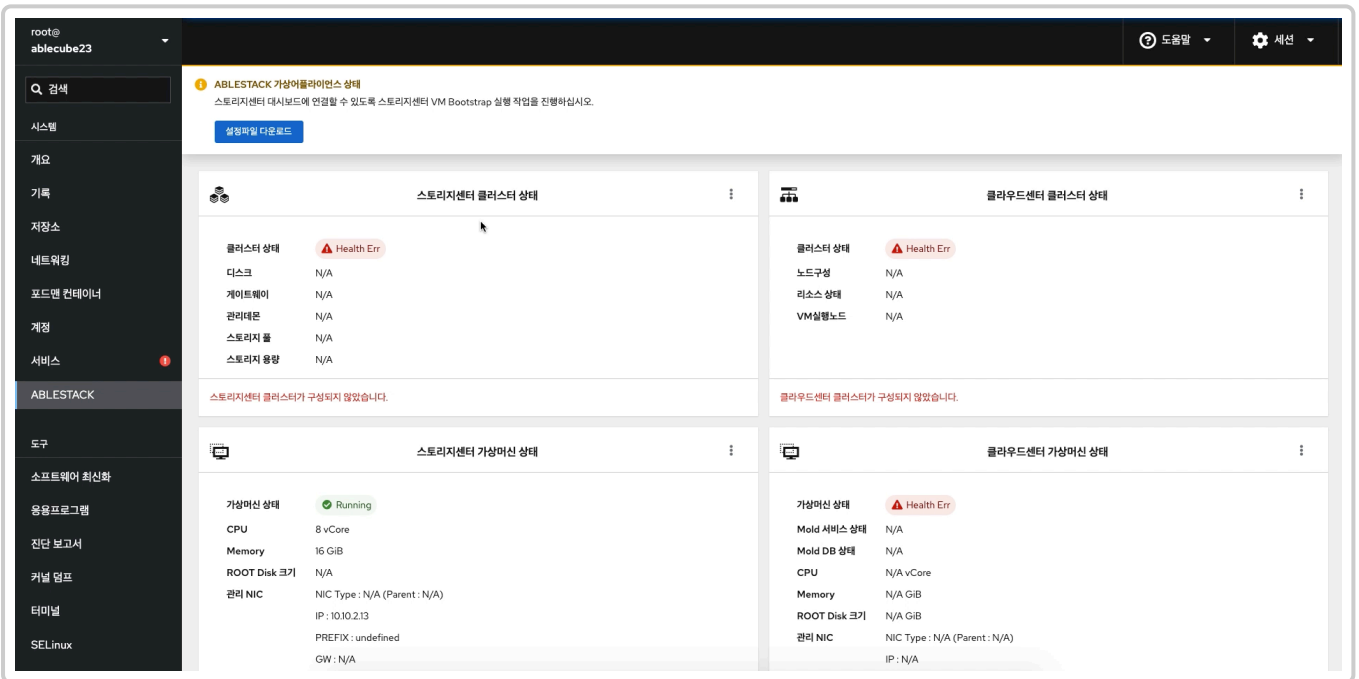 root@
ablecube23
도움말
세션
검색
시스템
개요
기록
저장소
네트워킹
포드맨 컨테이너
계정
서비스
ABLESTACK
도구
소프트웨어 최신화
응용프로그램
진단 보고서
커널 덤프
터미널
SELinux
ABLESTACK 가상어플라이언스 상태
스토리지센터 대시보드에 연결할 수 있도록 스토리지센터 VM Bootstrap 실행 작업을 진행하십시오.
설정파일 다운로드
스토리지센터 클러스터 상태
클러스터 상태 Health Err
디스크 N/A
게이트웨이 N/A
관리데몬 N/A
스토리지 풀 N/A
스토리지 용량 N/A
스토리지센터 클러스터가 구성되지 않았습니다.
클라우드센터 클러스터 상태
클러스터 상태 Health Err
노드구성 N/A
리소스 상태 N/A
VM실행노드 N/A
클라우드센터 클러스터가 구성되지 않았습니다.
스토리지센터 가상머신 상태
가상머신 상태 Running
CPU 8 vCore
Memory 16 GiB
ROOT Disk 크기 N/A
관리 NIC NIC Type : N/A (Parent : N/A)
IP : 10.10.2.13
PREFIX : undefined
GW : N/A
클라우드센터 가상머신 상태
가상머신 상태 Health Err
Mold 서비스 상태 N/A
Mold DB 상태 N/A
CPU N/A vCore
Memory N/A GiB
ROOT Disk 크기 N/A GiB
관리 NIC NIC Type : N/A (Parent : N/A)
IP : N/A